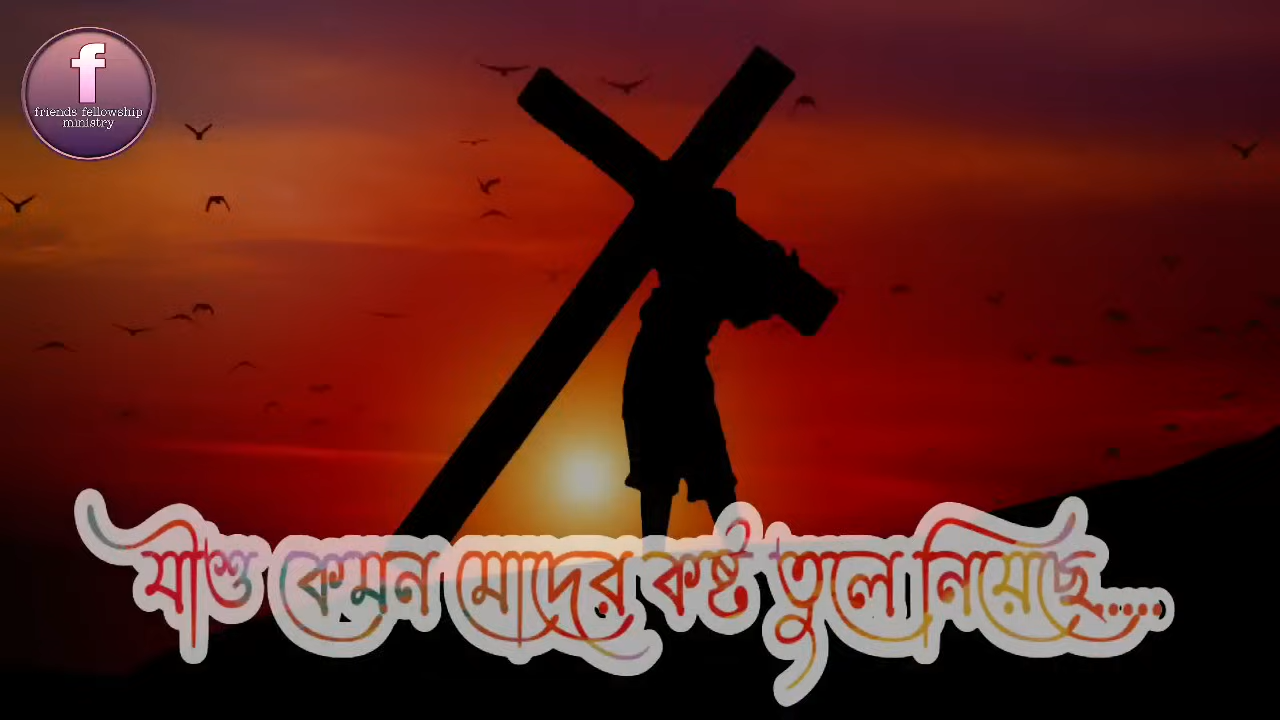 f
friends fellowship
ministry
যীশু কেমন মোদের কষ্ট তুলে নিয়েছে....